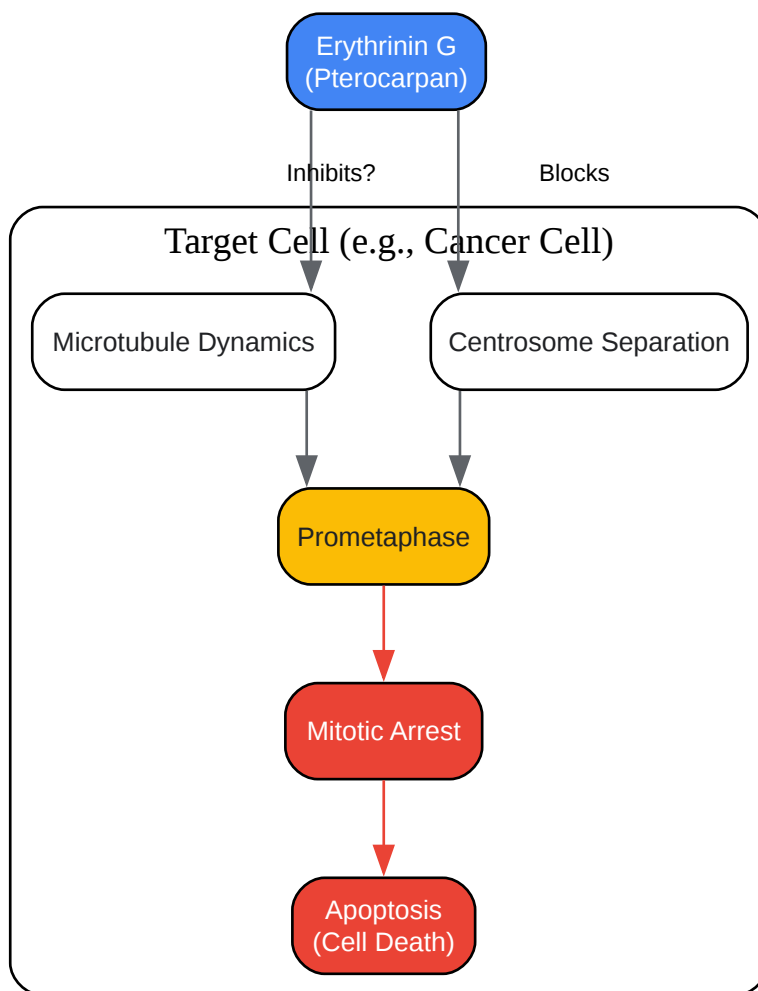 Erythrinin G
(Pterocarpan)
Inhibits?
Blocks
Target Cell (e.g., Cancer Cell)
Microtubule Dynamics
Centrosome Separation
Prometaphase
Mitotic Arrest
Apoptosis
(Cell Death)